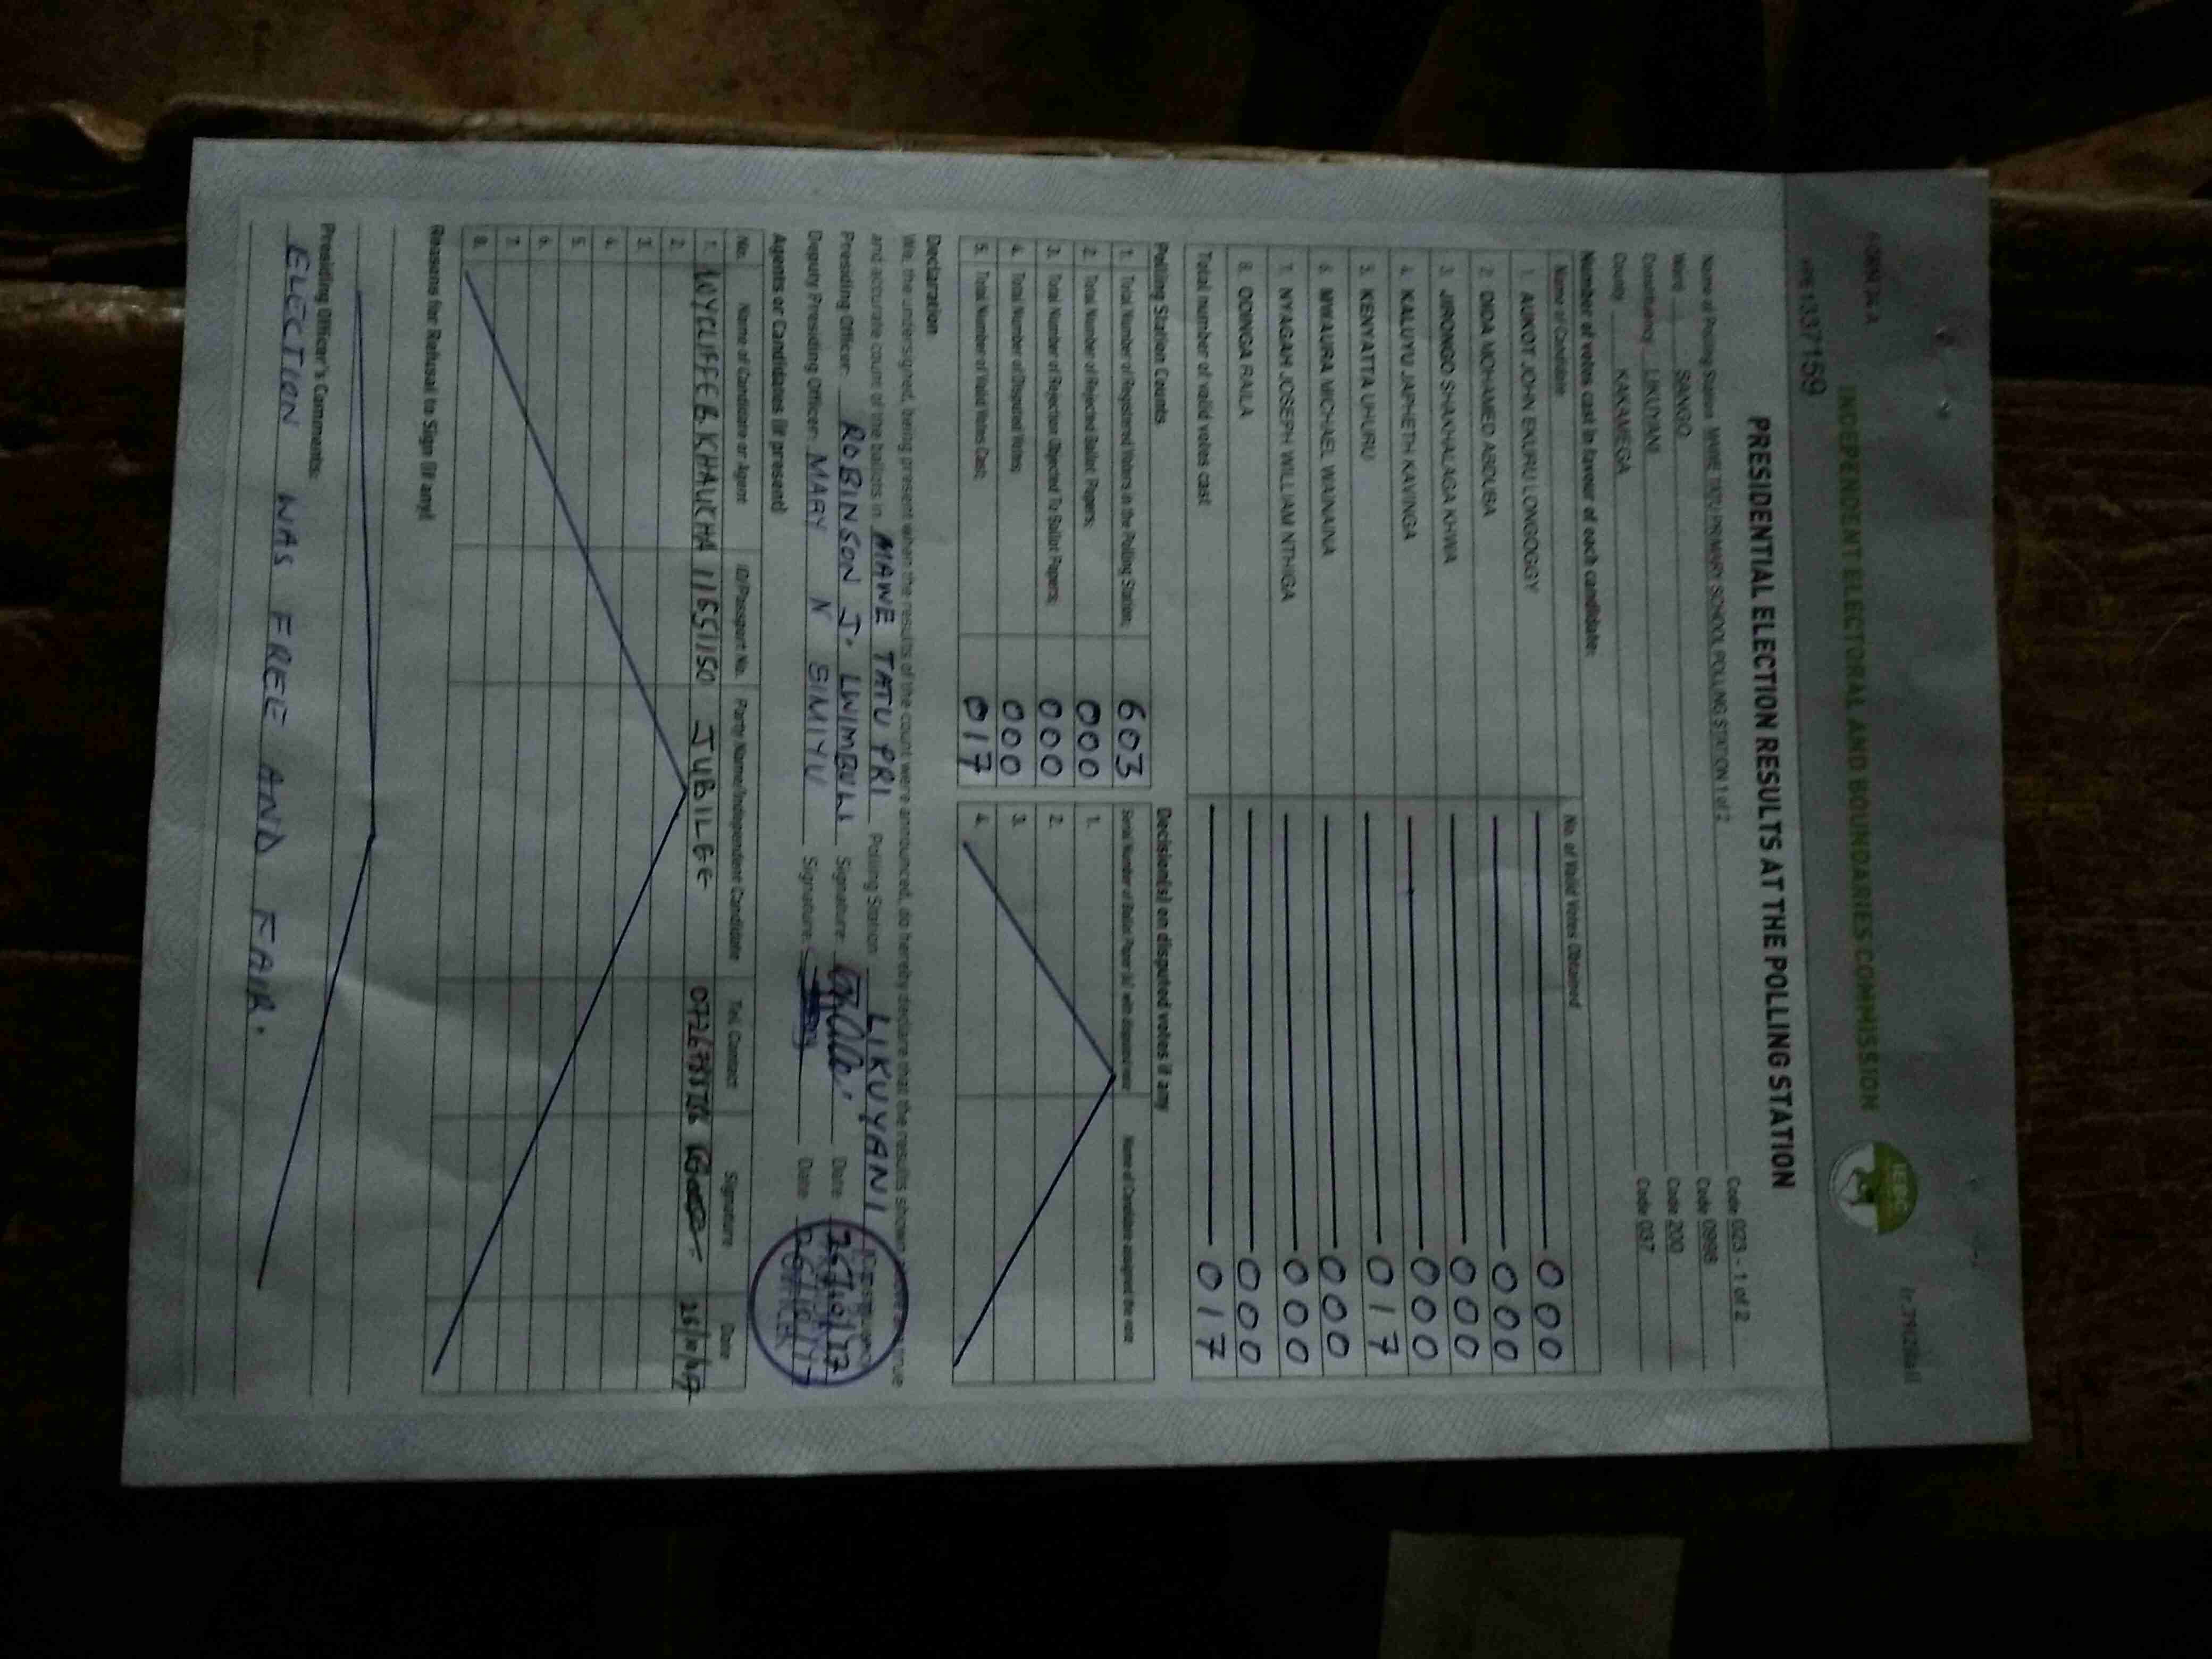 FORM 34A
INDEPENDENT ELECTORAL AND BOUNDARIES COMMISSION
IEBC
1337159
PRESIDENTIAL ELECTION RESULTS AT THE POLLING STATION
Name of Polling Station MAWE TATU PRIMARY SCHOOL POLLING STATION 1 of 2 Code 023 - 1 of 2
Ward SANGO Code 0998
Constituency LIKUYANI Code 200
County KAKAMEGA Code 037
Number of votes cast in favour of each candidate:
Name of Candidate No. of Valid Votes Obtained
1. AUKOT JOHN EKURU LONGOGGY 000
2. DIDA MOHAMED ABDUBA 000
3. JIRONGO SHAKHALAGA KHWA 000
4. KALUYU JAPHETH KAVINGA 000
5. KENYATTA UHURU 017
6. MWAURA MICHAEL WAINAINA 000
7. NYAGAH JOSEPH WILLIAM NTHIGA 000
8. ODINGA RAILA 000
Total number of valid votes cast 017
Polling Station Counts Decision(s) on disputed votes if any
1. Total Number of Registered Voters in the Polling Station; 603 Serial Number of Ballot Paper (s) with disputed vote Name of Candidate assigned the vote
2. Total Number of Rejected Ballot Papers; 000 1.
3. Total Number of Rejection Objected To Ballot Papers; 000 2.
4. Total Number of Disputed Votes; 000 3.
5. Total Number of Valid Votes Cast; 017 4.
Declaration
We, the undersigned, being present when the results of the count were announced, do hereby declare that the results shown above are true
and accurate count of the ballots in MAWE TATU PRI Polling Station LIKUYANI Constituency
Presiding Officer: ROBINSON J. LWIMBULI Signature: Date 26/10/17
Deputy Presiding Officer: MARY N SIMIYU Signature: Date 26/10/17
Agents or Candidates (if present)
No. Name of Candidate or Agent ID/Passport No. Party Name/Independent Candidate Tel. Contact Signature Date
1. WYCLIFFE B. KHAUCHA 11651150 JUBILEE 26/10/17
2.
3.
4.
5.
6.
7.
8.
Reasons for Refusal to Sign (if any)
Presiding Officer's Comments:
ELECTION WAS FREE AND FAIR.